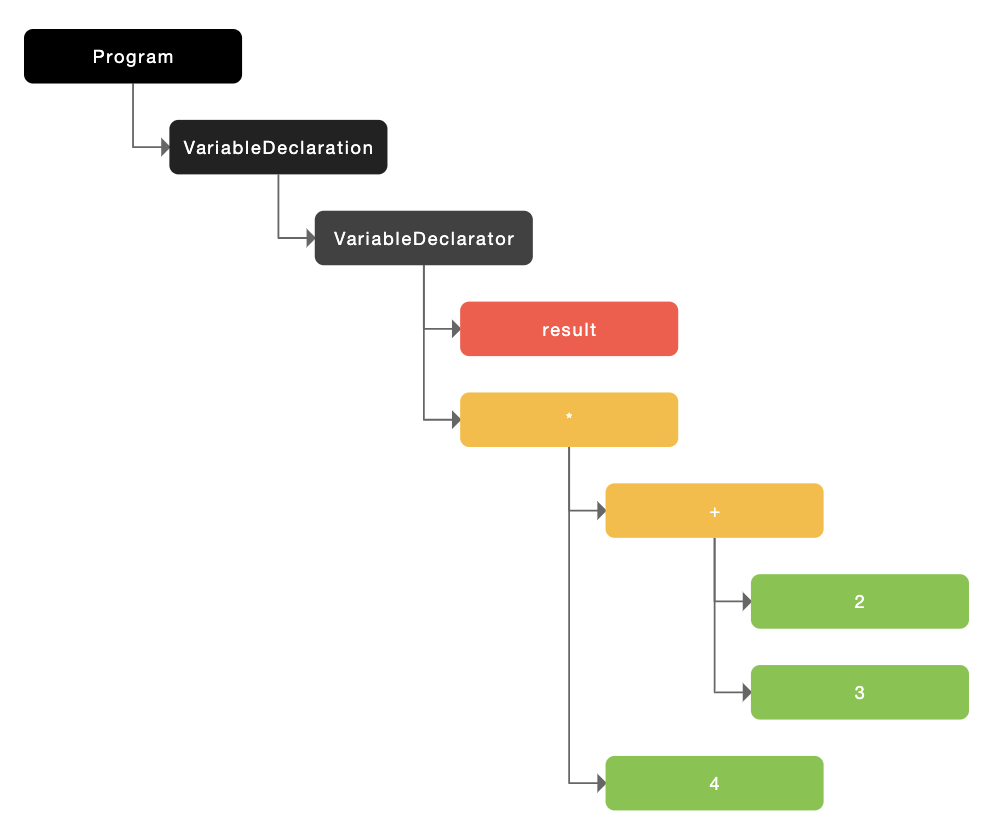 Program
VariableDeclaration
VariableDeclarator
result
*
+
2
3
4